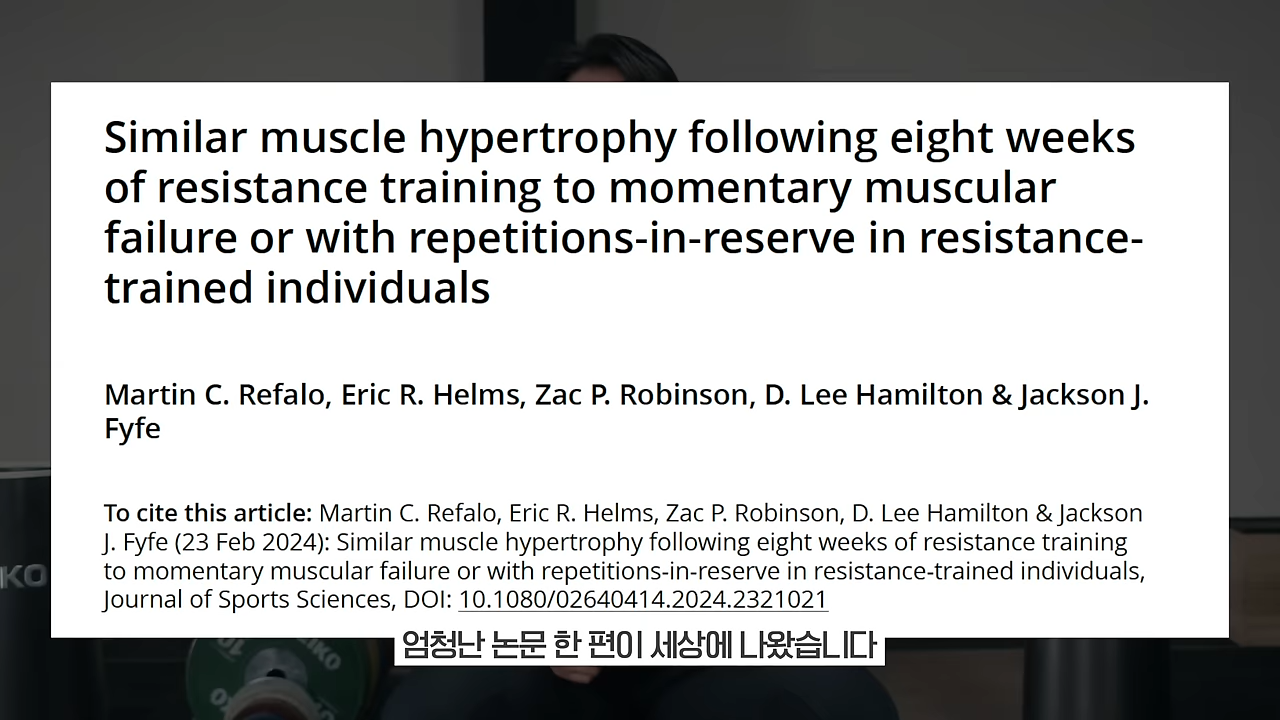 Similar muscle hypertrophy following eight weeks
of resistance training to momentary muscular
failure or with repetitions-in-reserve in resistance-
trained individuals
Martin C. Refalo, Eric R. Helms, Zac P. Robinson, D. Lee Hamilton & Jackson J.
Fyfe
To cite this article: Martin C. Refalo, Eric R. Helms, Zac P. Robinson, D. Lee Hamilton & Jackson
J. Fyfe (23 Feb 2024): Similar muscle hypertrophy following eight weeks of resistance training
to momentary muscular failure or with repetitions-in-reserve in resistance-trained individuals,
Journal of Sports Sciences, DOI: 10.1080/02640414.2024.2321021
KO
엄청난 논문 한 편이 세상에 나왔습니다